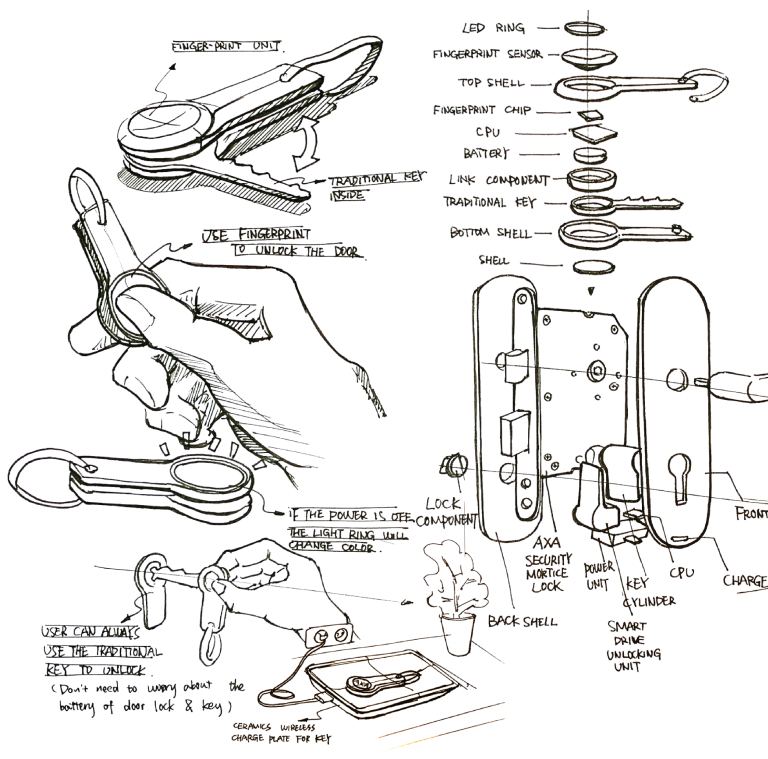 FINGER-PRINT UNIT.
TRADITIONAL KEY
INSIDE
USE FINGERPRINT
TO UNLOCK THE DOOR.
IF THE POWER IS OFF
THE LIGHT RING WILL
CHANGE COLOR.
USER CAN ALWAYS
USE THE TRADITIONAL
KEY TO UNLOCK.
(Don't need to worry about the
battery of door lock & key)
CERAMICS WIRELESS
CHARGE PLATE FOR KEY
LED RING
FINGERPRINT SENSOR
TOP SHELL
FINGERPRINT CHIP
CPU
BATTERY
LINK COMPONENT
TRADITIONAL KEY
BOTTOM SHELL
SHELL
LOCK
COMPONENT
BACK SHELL
AXA
SECURITY
MORTICE
LOCK
POWER
UNIT
KEY
CYLINDER
SMART
DRIVE
UNLOCKING
UNIT
CPU
FRONT
CHARGE